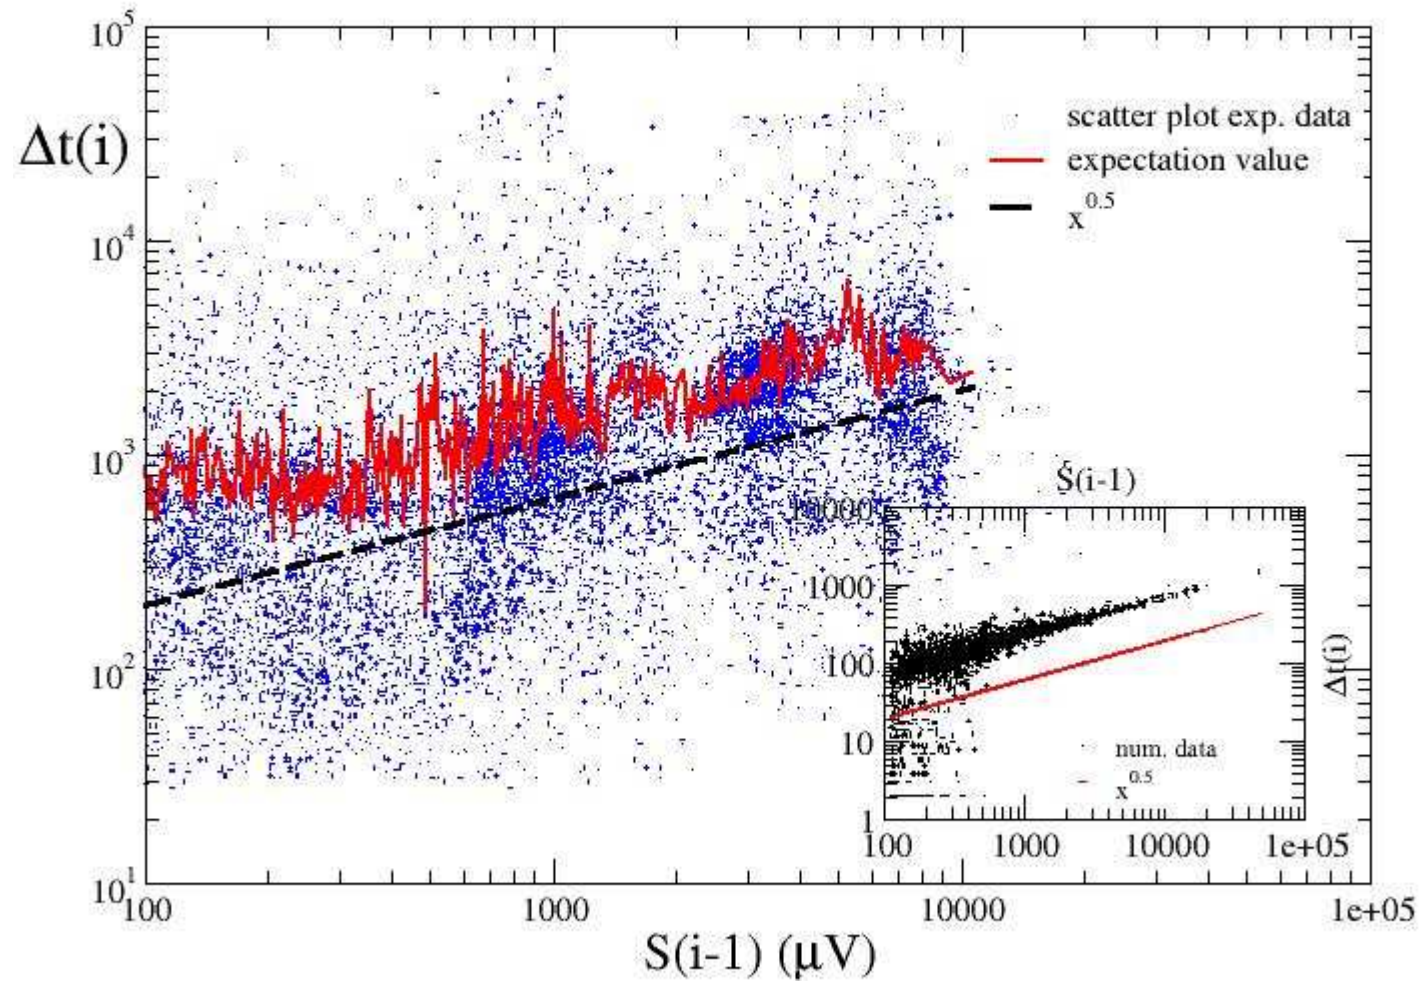 10^5
Δt(i)
scatter plot exp. data
expectation value
x^0.5
10^4
10^3
Š(i-1)
10000
1000
10^2
100
Δt(i)
10
num. data
x^0.5
1
100 1000 10000 1e+05
10^1
100 1000 10000 1e+05
S(i-1) (μV)